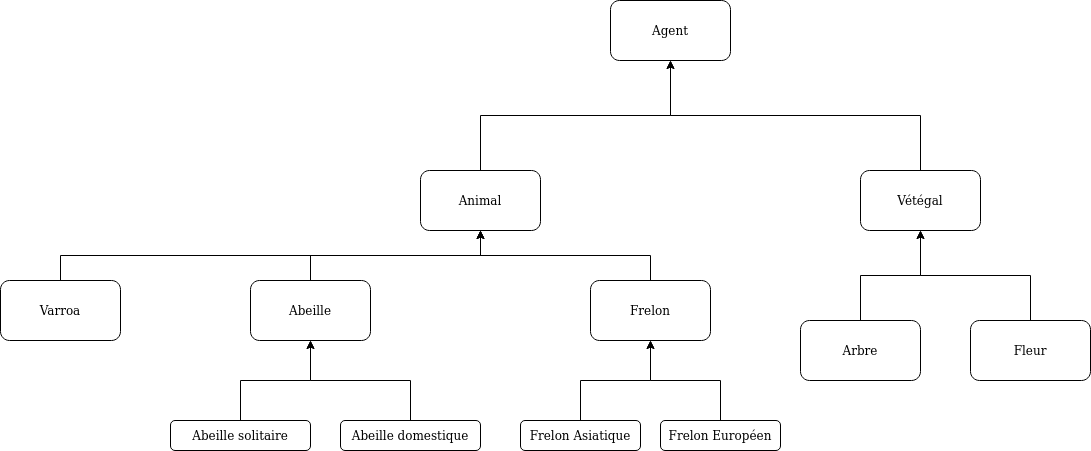 Agent
Animal
Vétégal
Varroa
Abeille
Frelon
Arbre
Fleur
Abeille solitaire
Abeille domestique
Frelon Asiatique
Frelon Européen